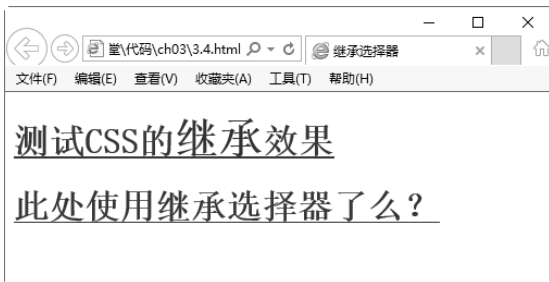 堂\代码\ch03\3.4.html
继承选择器
文件(F) 编辑(E) 查看(V) 收藏夹(A) 工具(T) 帮助(H)
测试CSS的继承效果
此处使用继承选择器了么？